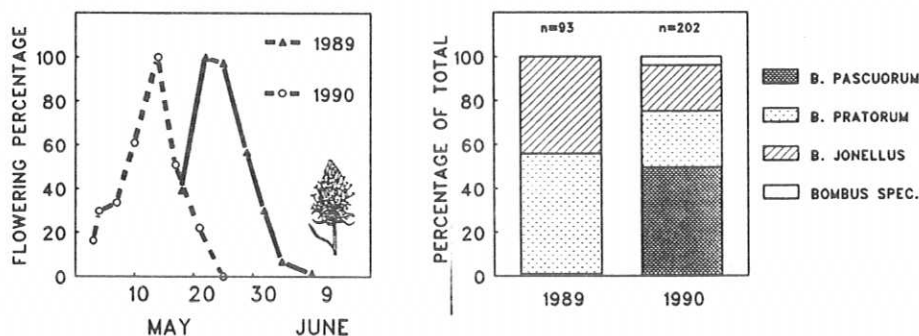 FLOWERING PERCENTAGE
100
80
60
40
20
0
1989
1990
10
20
30
9
MAY
JUNE
PERCENTAGE OF TOTAL
100
80
60
40
20
0
n=93
n=202
1989
1990
B. PASCUORUM
B. PRATORUM
B. JONELLUS
BOMBUS SPEC.